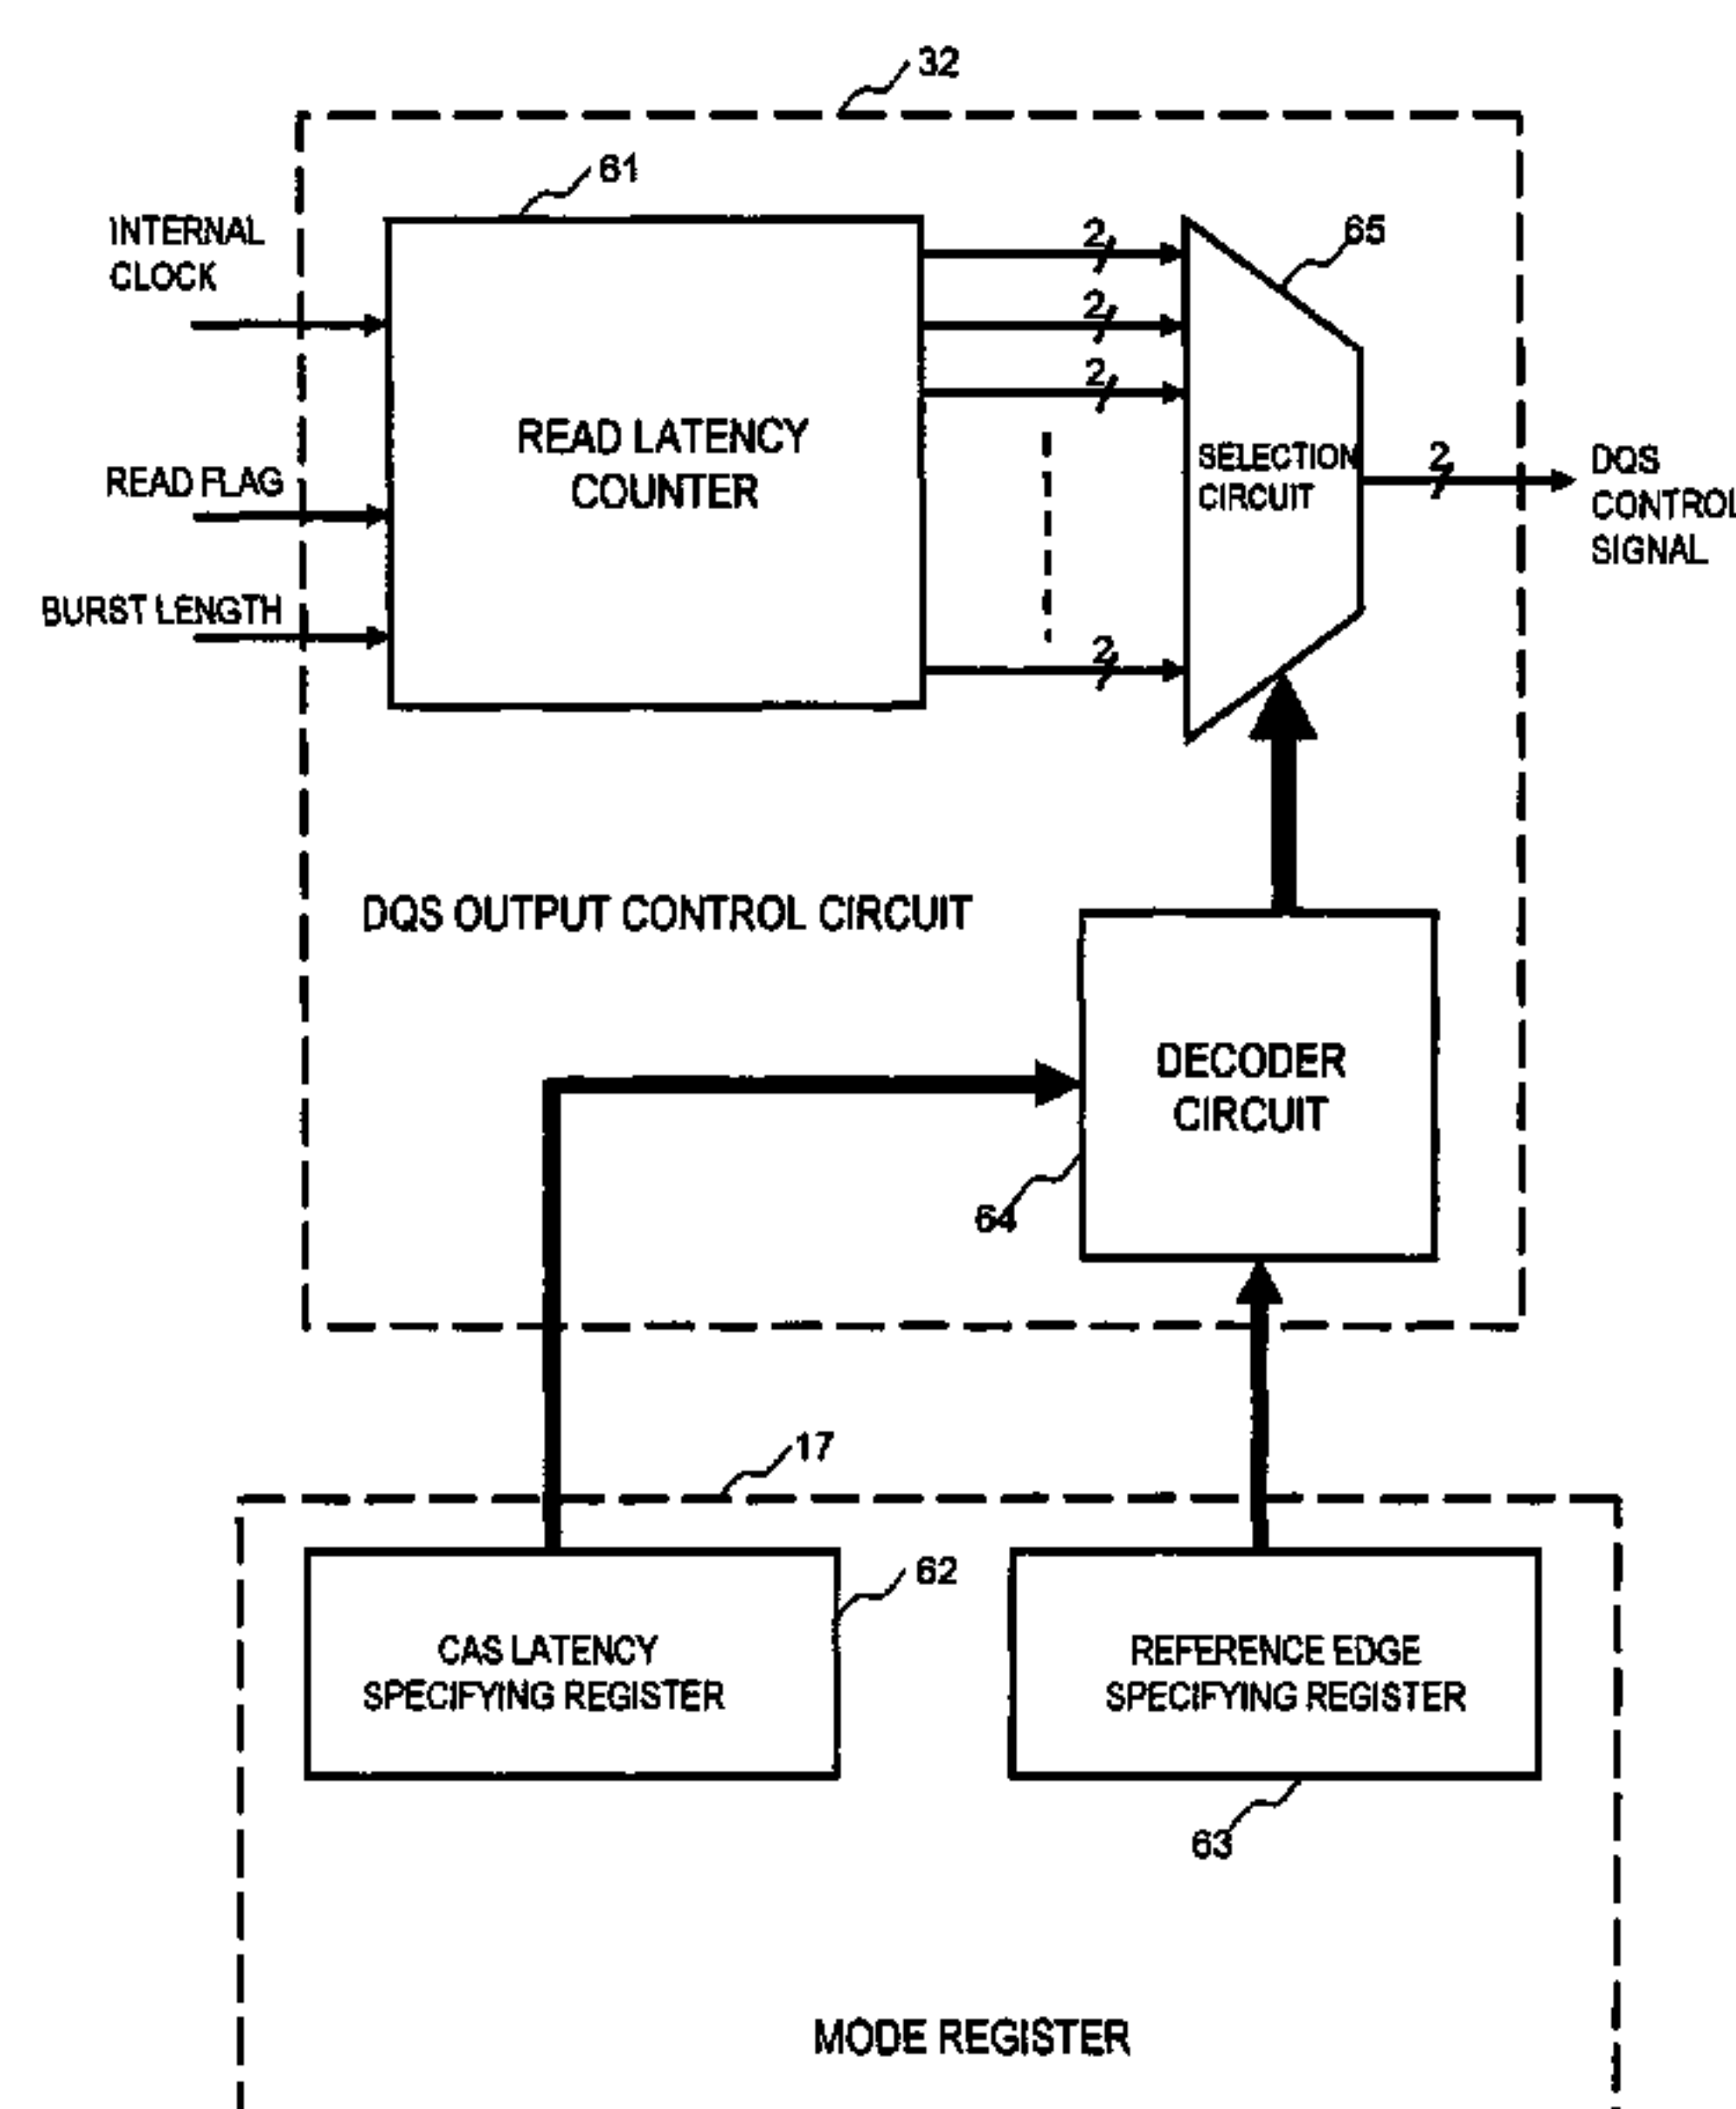 32
61
INTERNAL
CLOCK
2
65
2
2
READ LATENCY
COUNTER
SELECTION
CIRCUIT
2
DQS
CONTROL
SIGNAL
READ FLAG
BURST LENGTH
2
DQS OUTPUT CONTROL CIRCUIT
DECODER
CIRCUIT
64
17
62
CAS LATENCY
SPECIFYING REGISTER
REFERENCE EDGE
SPECIFYING REGISTER
63
MODE REGISTER